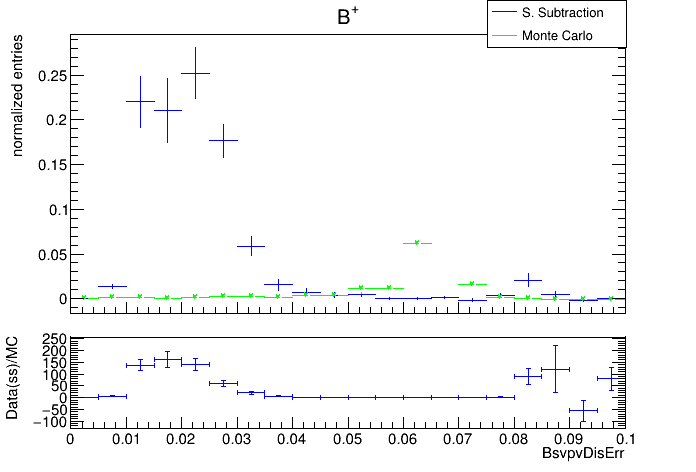 B+
S. Subtraction
Monte Carlo
normalized entries
0.25
0.2
0.15
0.1
0.05
0
Data(ss)/MC
250
200
150
100
50
0
−50
−100
0 0.01 0.02 0.03 0.04 0.05 0.06 0.07 0.08 0.09 0.1
BsvpvDisErr